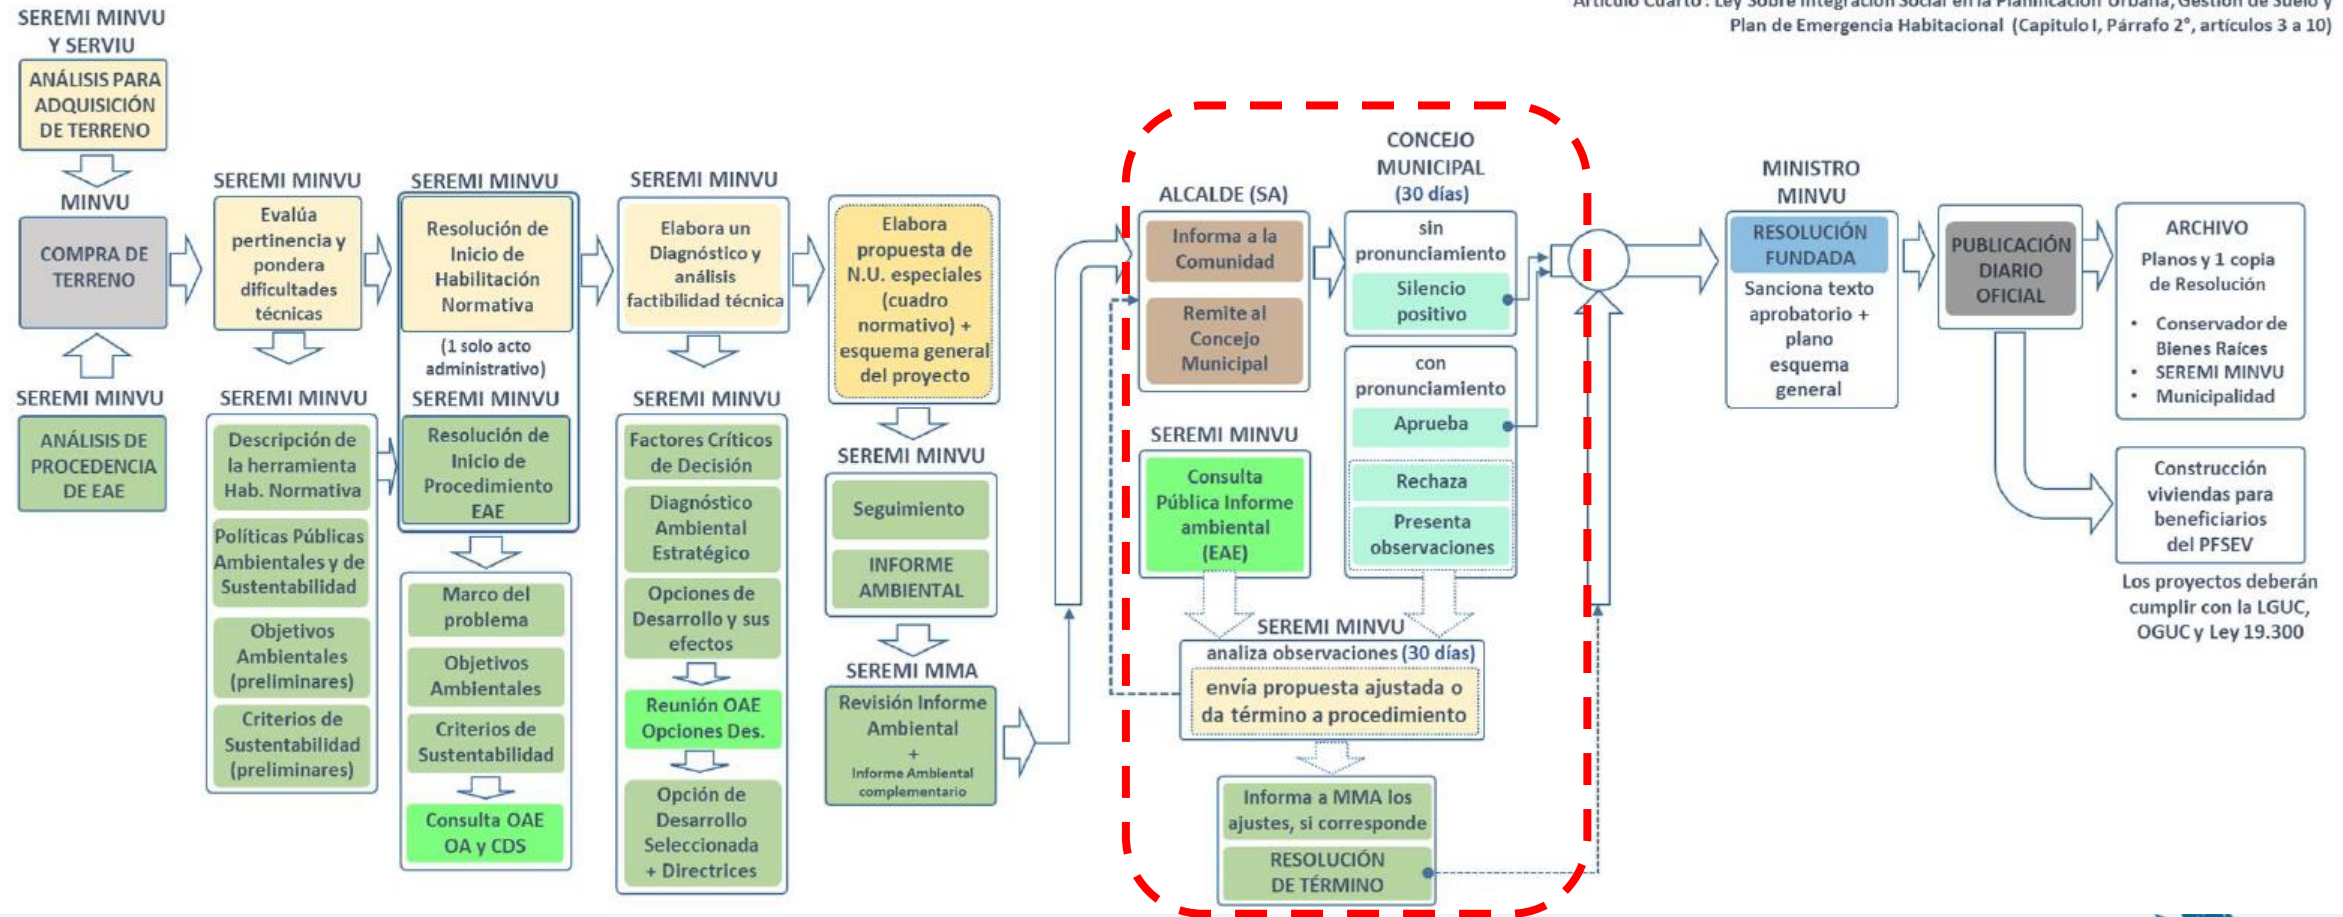 Artículo Cuarto : Ley Sobre Integración Social en la Planificación Urbana, Gestión de Suelo y
Plan de Emergencia Habitacional (Capitulo I, Párrafo 2°, artículos 3 a 10)
SEREMI MINVU
Y SERVIU
ANÁLISIS PARA
ADQUISICIÓN
DE TERRENO
MINVU
COMPRA DE
TERRENO
SEREMI MINVU
ANÁLISIS DE
PROCEDENCIA
DE EAE
SEREMI MINVU
Evalúa
pertinencia y
pondera
dificultades
técnicas
SEREMI MINVU
Descripción de
la herramienta
Hab. Normativa
Políticas Públicas
Ambientales y de
Sustentabilidad
Objetivos
Ambientales
(preliminares)
Criterios de
Sustentabilidad
(preliminares)
SEREMI MINVU
Resolución de
Inicio de
Habilitación
Normativa
(1 solo acto
administrativo)
SEREMI MINVU
Resolución de
Inicio de
Procedimiento
EAE
Marco del
problema
Objetivos
Ambientales
Criterios de
Sustentabilidad
Consulta OAE
OA y CDS
SEREMI MINVU
Elabora un
Diagnóstico y
análisis
factibilidad técnica
SEREMI MINVU
Factores Críticos
de Decisión
Diagnóstico
Ambiental
Estratégico
Opciones de
Desarrollo y sus
efectos
Reunión OAE
Opciones Des.
Opción de
Desarrollo
Seleccionada
+ Directrices
Elabora
propuesta de
N.U. especiales
(cuadro
normativo) +
esquema general
del proyecto
SEREMI MINVU
Seguimiento
INFORME
AMBIENTAL
SEREMI MMA
Revisión Informe
Ambiental
+
Informe Ambiental
complementario
ALCALDE (SA)
Informa a la
Comunidad
Remite al
Concejo
Municipal
SEREMI MINVU
Consulta
Pública Informe
ambiental
(EAE)
CONCEJO
MUNICIPAL
(30 días)
sin
pronunciamiento
Silencio
positivo
con
pronunciamiento
Aprueba
Rechaza
Presenta
observaciones
SEREMI MINVU
analiza observaciones (30 días)
envía propuesta ajustada o
da término a procedimiento
Informa a MMA los
ajustes, si corresponde
RESOLUCIÓN
DE TÉRMINO
MINISTRO
MINVU
RESOLUCIÓN
FUNDADA
Sanciona texto
aprobatorio +
plano
esquema
general
PUBLICACIÓN
DIARIO
OFICIAL
ARCHIVO
Planos y 1 copia
de Resolución
• Conservador de
Bienes Raíces
• SEREMI MINVU
• Municipalidad
Construcción
viviendas para
beneficiarios
del PFSEV
Los proyectos deberán
cumplir con la LGUC,
OGUC y Ley 19.300